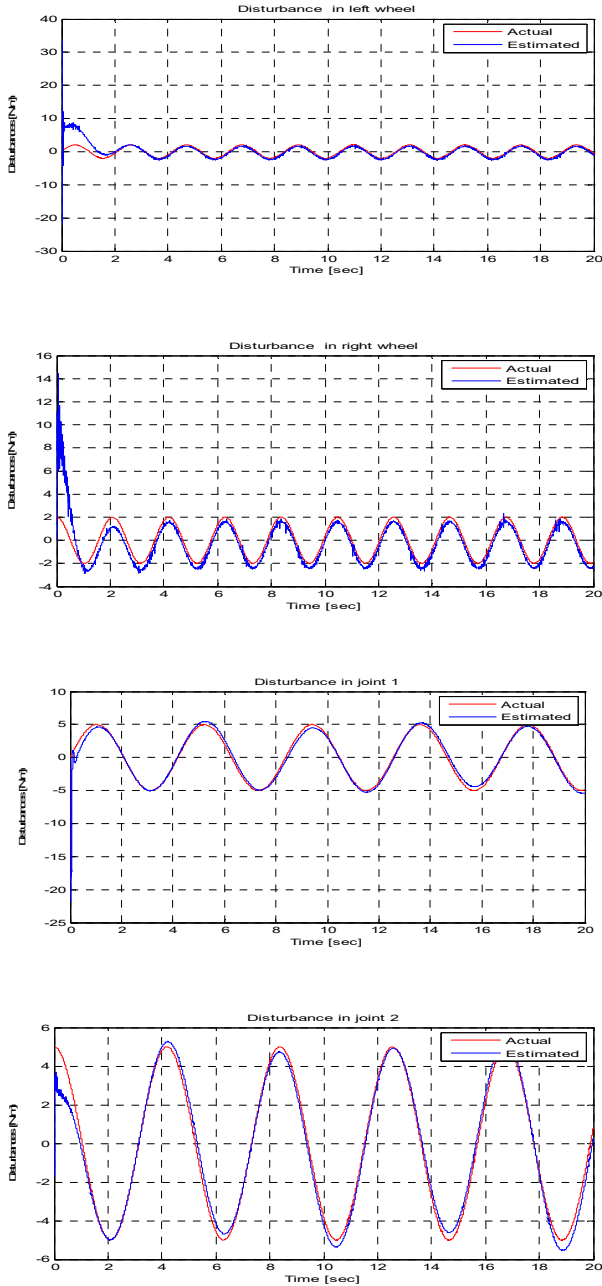 Disturbance in left wheel
40
30
20
10
0
-10
-20
-30
Disturbances [Nm]
Actual
Estimated
0 2 4 6 8 10 12 14 16 18 20
Time [sec]
Disturbance in right wheel
16
14
12
10
8
6
4
2
0
-2
-4
Disturbances [Nm]
Actual
Estimated
0 2 4 6 8 10 12 14 16 18 20
Time [sec]
Disturbance in joint 1
10
5
0
-5
-10
-15
-20
-25
Disturbances [Nm]
Actual
Estimated
0 2 4 6 8 10 12 14 16 18 20
Time [sec]
Disturbance in joint 2
6
4
2
0
-2
-4
-6
Disturbances [Nm]
Actual
Estimated
0 2 4 6 8 10 12 14 16 18 20
Time [sec]